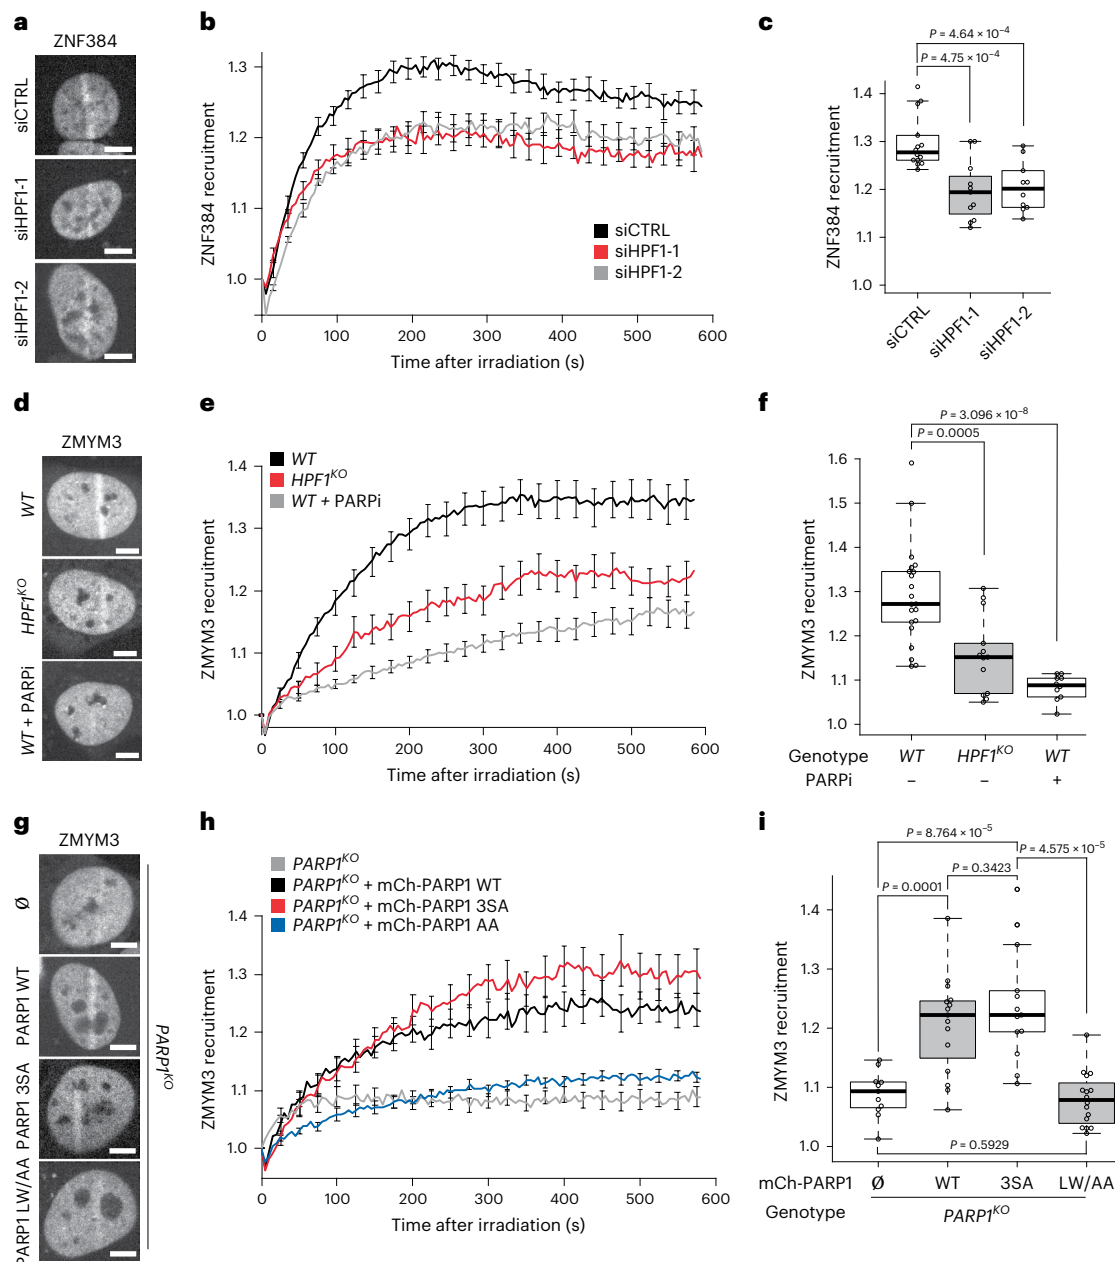 a
ZNF384
siCTRL
siHPF1-1
siHPF1-2
b
ZNF384 recruitment
1.3
1.2
1.1
1.0
siCTRL
siHPF1-1
siHPF1-2
0 100 200 300 400 500 600
Time after irradiation (s)
c
P = 4.64 × 10⁻⁴
P = 4.75 × 10⁻⁴
ZNF384 recruitment
1.4
1.3
1.2
1.1
1.0
siCTRL siHPF1-1 siHPF1-2
d
ZMYM3
WT
HPF1ᴷᴼ
WT + PARPi
e
WT
HPF1ᴷᴼ
WT + PARPi
ZMYM3 recruitment
1.4
1.3
1.2
1.1
1.0
0 100 200 300 400 500 600
Time after irradiation (s)
f
P = 3.096 × 10⁻⁸
P = 0.0005
ZMYM3 recruitment
1.6
1.5
1.4
1.3
1.2
1.1
1.0
Genotype WT HPF1ᴷᴼ WT
PARPi – – +
g
ZMYM3
Ø
PARP1 WT
PARP1 3SA
PARP1 LW/AA
PARP1ᴷᴼ
h
PARP1ᴷᴼ
PARP1ᴷᴼ + mCh-PARP1 WT
PARP1ᴷᴼ + mCh-PARP1 3SA
PARP1ᴷᴼ + mCh-PARP1 AA
ZMYM3 recruitment
1.4
1.3
1.2
1.1
1.0
0 100 200 300 400 500 600
Time after irradiation (s)
i
P = 8.764 × 10⁻⁵
P = 4.575 × 10⁻⁵
P = 0.3423
P = 0.0001
ZMYM3 recruitment
1.4
1.3
1.2
1.1
1.0
P = 0.5929
mCh-PARP1 Ø WT 3SA LW/AA
Genotype PARP1ᴷᴼ